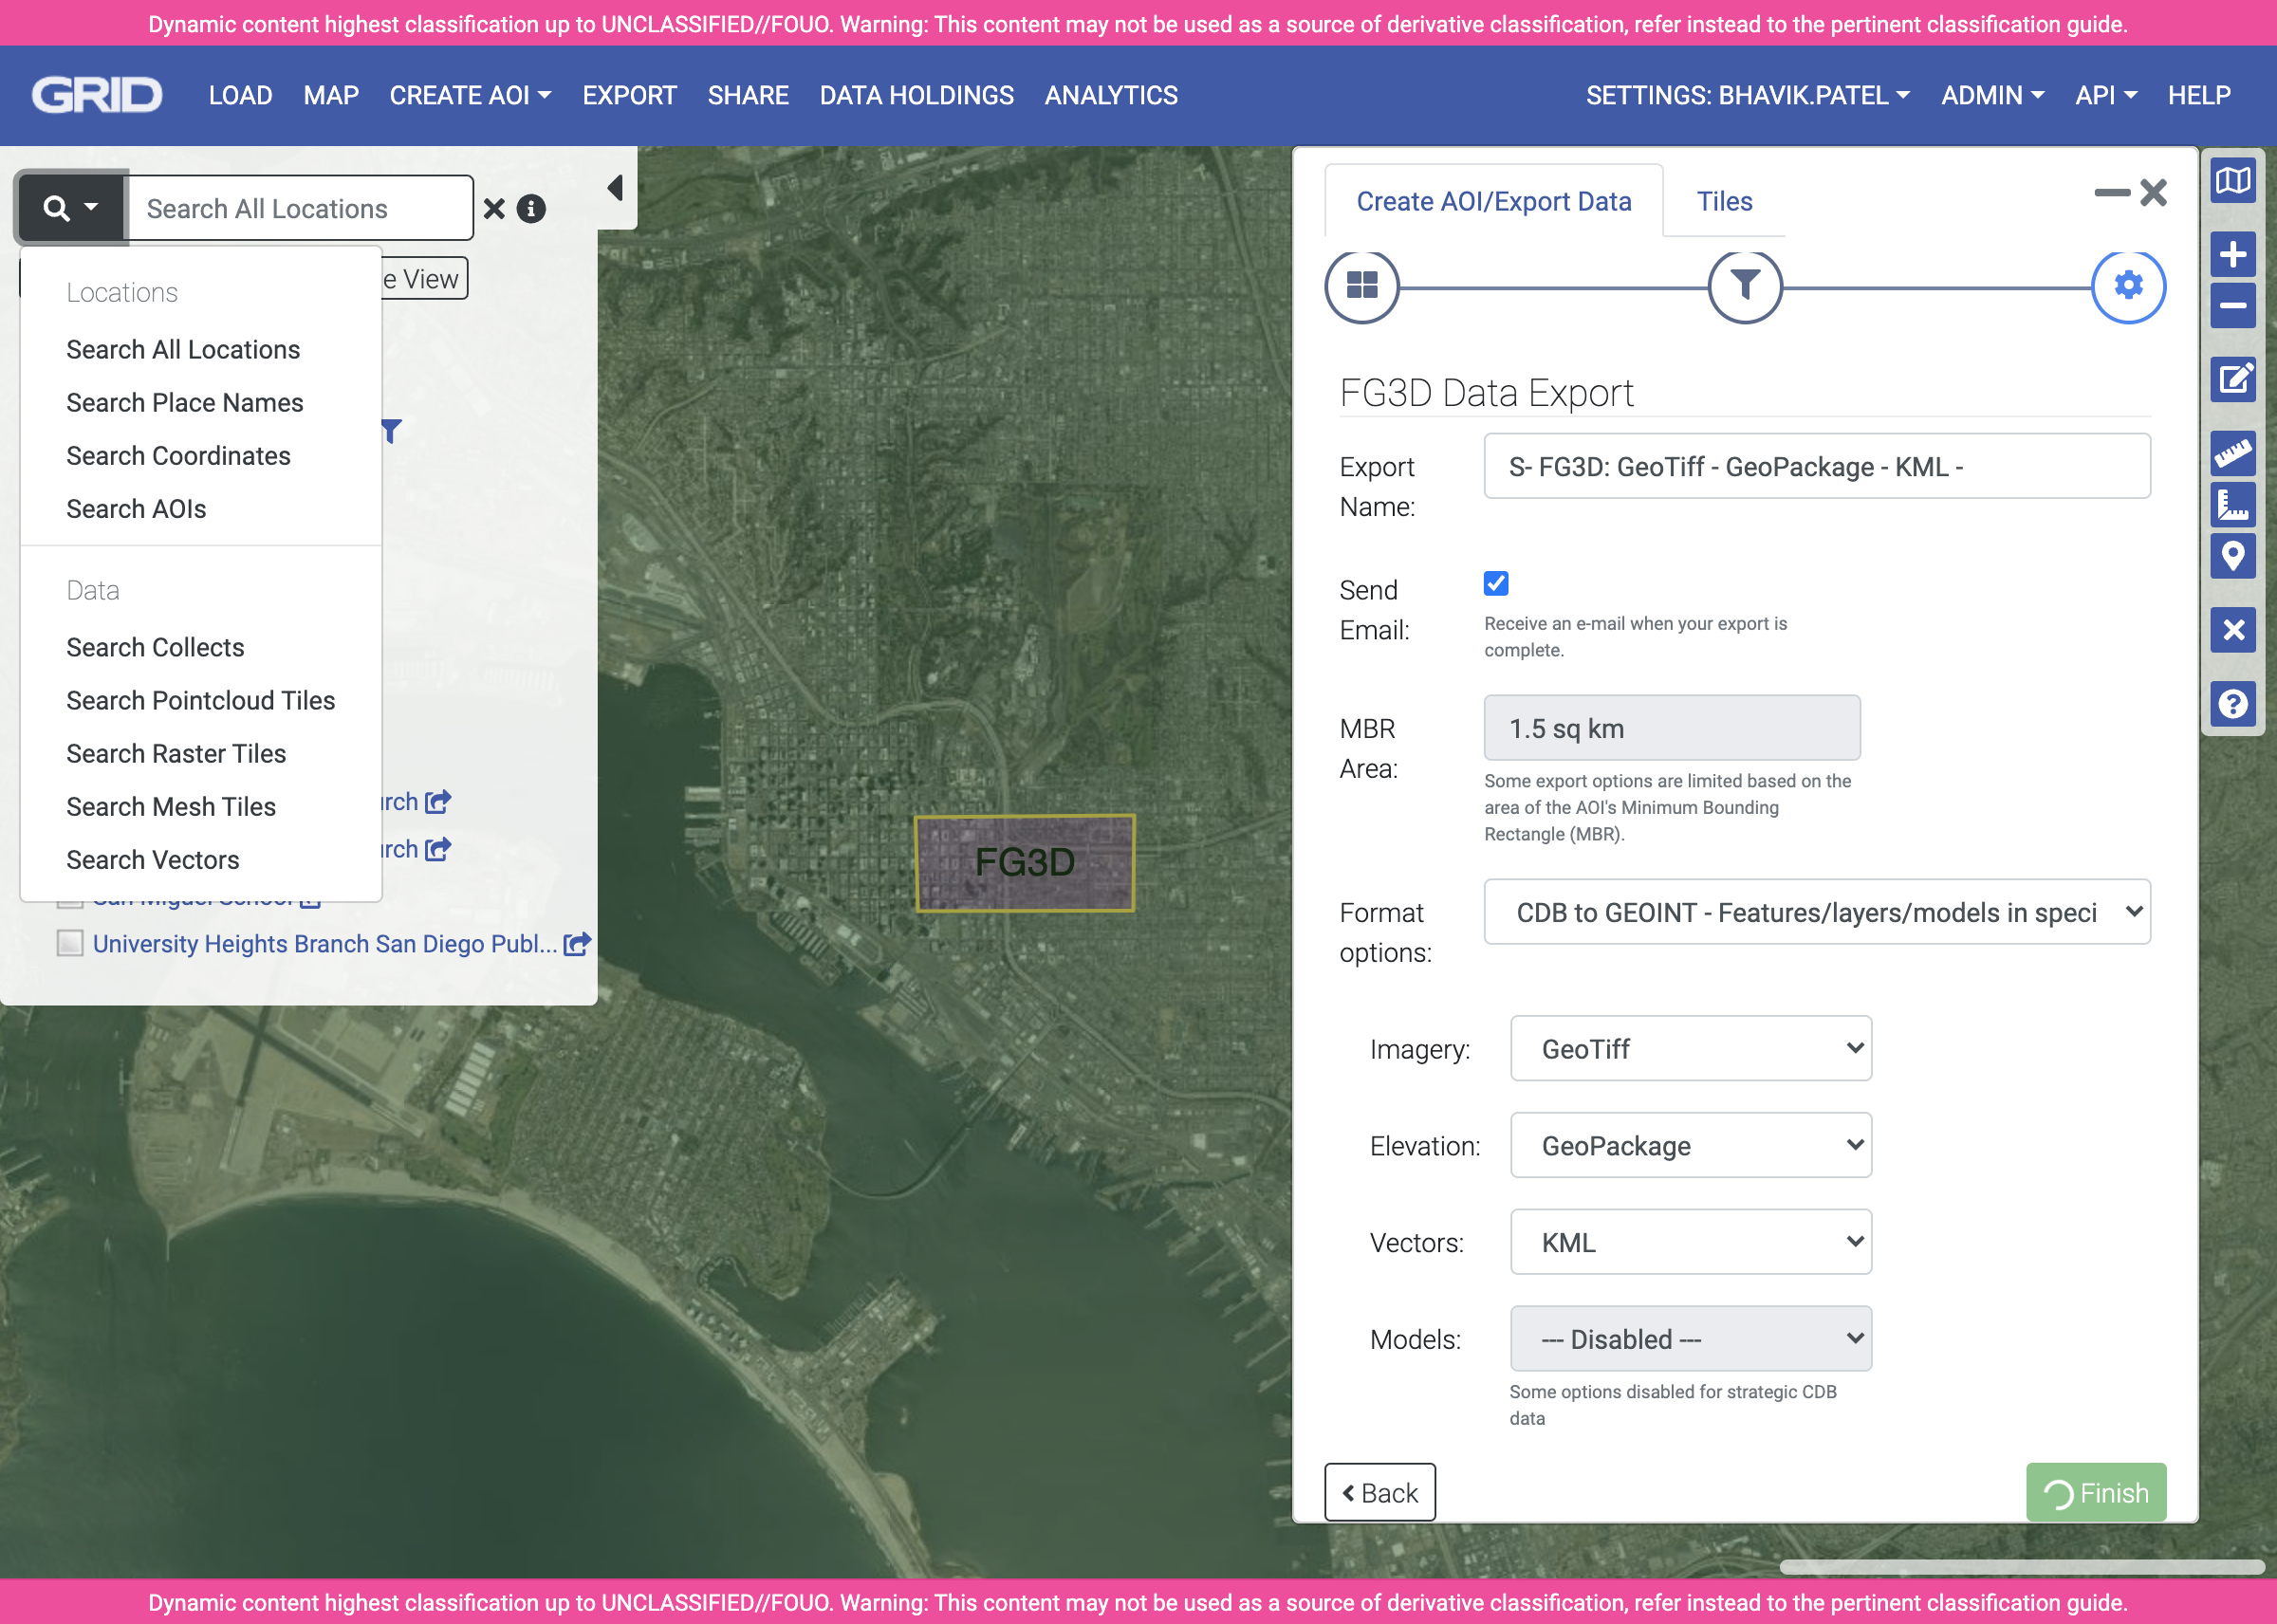 Dynamic content highest classification up to UNCLASSIFIED//FOUO. Warning: This content may not be used as a source of derivative classification, refer instead to the pertinent classification guide.
GRID LOAD MAP CREATE AOI EXPORT SHARE DATA HOLDINGS ANALYTICS SETTINGS: BHAVIK.PATEL ADMIN API HELP
Search All Locations
e View
Locations
Search All Locations
Search Place Names
Search Coordinates
Search AOIs
Data
Search Collects
Search Pointcloud Tiles
Search Raster Tiles
Search Mesh Tiles
Search Vectors
rch
rch
San Miguel School
University Heights Branch San Diego Publ...
FG3D
Create AOI/Export Data Tiles
FG3D Data Export
Export Name: S- FG3D: GeoTiff - GeoPackage - KML -
Send Email:
Receive an e-mail when your export is
complete.
MBR Area: 1.5 sq km
Some export options are limited based on the
area of the AOI's Minimum Bounding
Rectangle (MBR).
Format options: CDB to GEOINT - Features/layers/models in speci
Imagery: GeoTiff
Elevation: GeoPackage
Vectors: KML
Models: --- Disabled ---
Some options disabled for strategic CDB
data
Back Finish
Dynamic content highest classification up to UNCLASSIFIED//FOUO. Warning: This content may not be used as a source of derivative classification, refer instead to the pertinent classification guide.